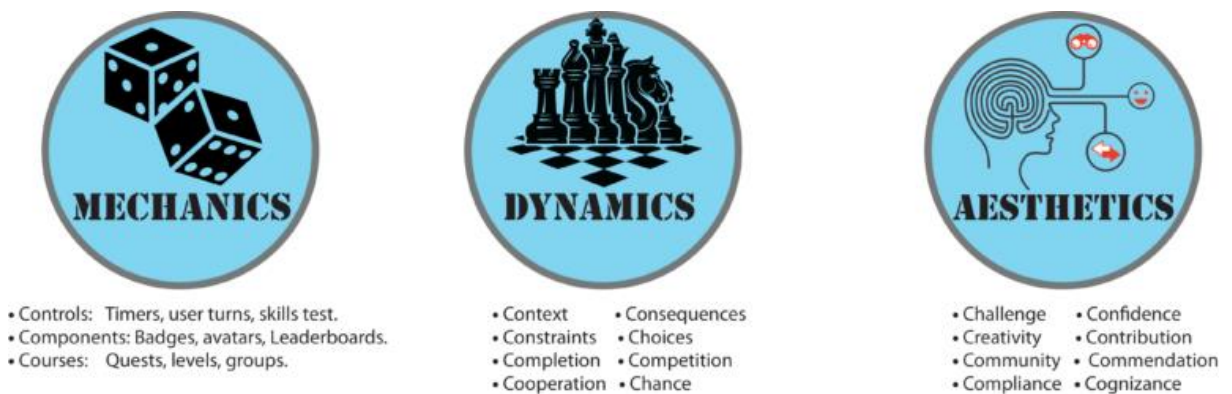 MECHANICS
• Controls: Timers, user turns, skills test.
• Components: Badges, avatars, Leaderboards.
• Courses: Quests, levels, groups.
DYNAMICS
• Context • Consequences
• Constraints • Choices
• Completion • Competition
• Cooperation • Chance
AESTHETICS
• Challenge • Confidence
• Creativity • Contribution
• Community • Commendation
• Compliance • Cognizance